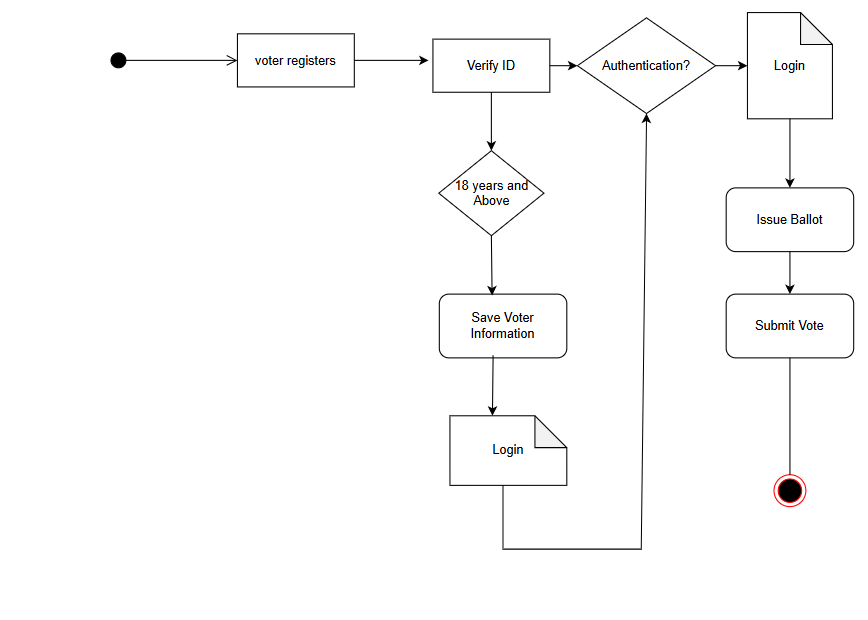 voter registers
Verify ID
Authentication?
Login
18 years and
Above
Issue Ballot
Save Voter
Information
Submit Vote
Login